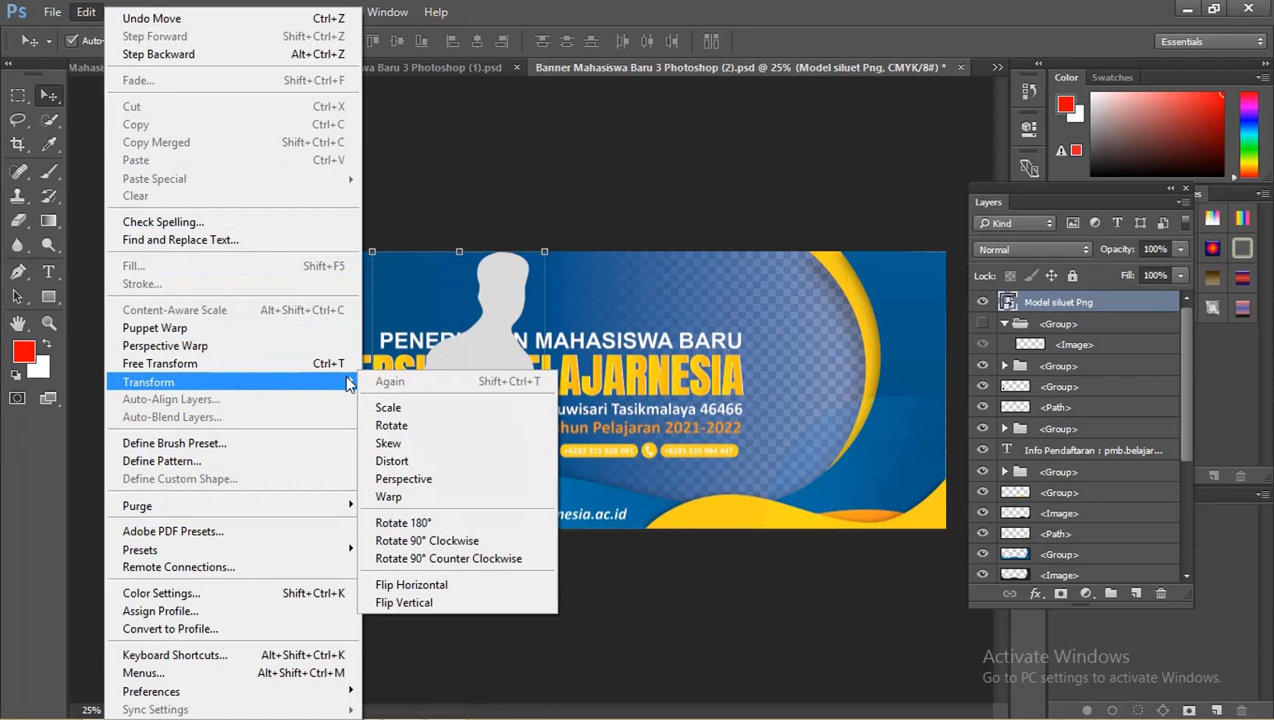 Ps File Edit Window Help
Auto-
Essentials
Mahasis
wa Baru 3 Photoshop (1).psd ×
Banner Mahasiswa Baru 3 Photoshop (2).psd @ 25% (Model siluet Png, CMYK/8#) * ×
Undo Move Ctrl+Z
Step Forward Shift+Ctrl+Z
Step Backward Alt+Ctrl+Z
Fade... Shift+Ctrl+F
Cut Ctrl+X
Copy Ctrl+C
Copy Merged Shift+Ctrl+C
Paste Ctrl+V
Paste Special
Clear
Check Spelling...
Find and Replace Text...
Fill... Shift+F5
Stroke...
Content-Aware Scale Alt+Shift+Ctrl+C
Puppet Warp
Perspective Warp
Free Transform Ctrl+T
Transform
Auto-Align Layers...
Auto-Blend Layers...
Define Brush Preset...
Define Pattern...
Define Custom Shape...
Purge
Adobe PDF Presets...
Presets
Remote Connections...
Color Settings... Shift+Ctrl+K
Assign Profile...
Convert to Profile...
Keyboard Shortcuts... Alt+Shift+Ctrl+K
Menus... Alt+Shift+Ctrl+M
Preferences
Sync Settings
25%
Again Shift+Ctrl+T
Scale
Rotate
Skew
Distort
Perspective
Warp
Rotate 180°
Rotate 90° Clockwise
Rotate 90° Counter Clockwise
Flip Horizontal
Flip Vertical
MAHASISWA BARU
BELAJARNESIA
uwisari Tasikmalaya 46466
hun Pelajaran 2021-2022
nesia.ac.id
Color Swatches
Layers
Kind
Normal Opacity: 100%
Lock: Fill: 100%
Model siluet Png
<Group>
<Image>
<Group>
<Group>
<Path>
<Group>
Info Pendaftaran : pmb.belajar...
<Group>
<Group>
<Image>
<Path>
<Group>
<Image>
Activate Windows
Go to PC settings to activate Windows.